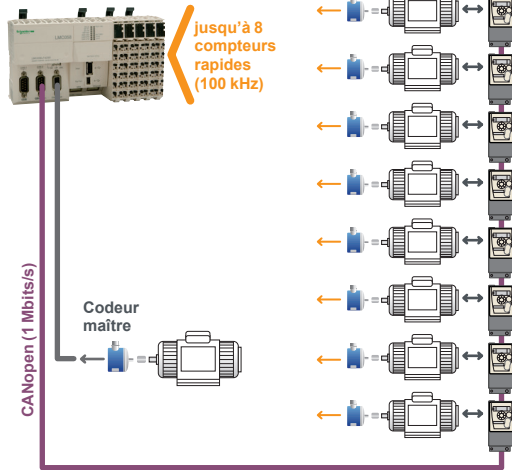 jusqu'à 8
compteurs
rapides
(100 kHz)
Codeur
maître
CANopen (1 Mbits/s)